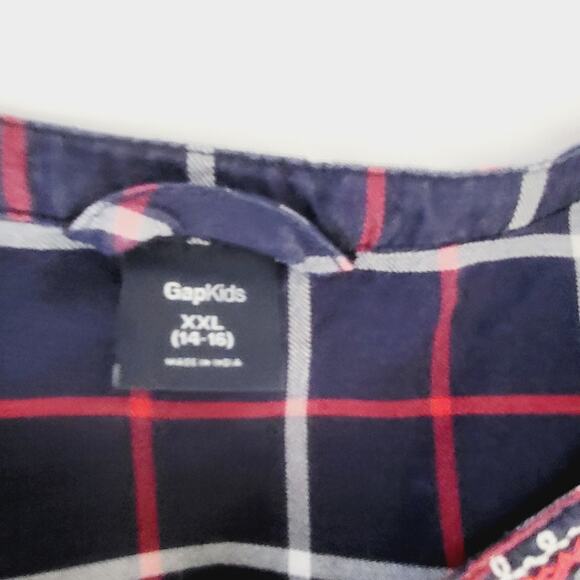 GapKids
XXL
(14-16)
MADE IN INDIA